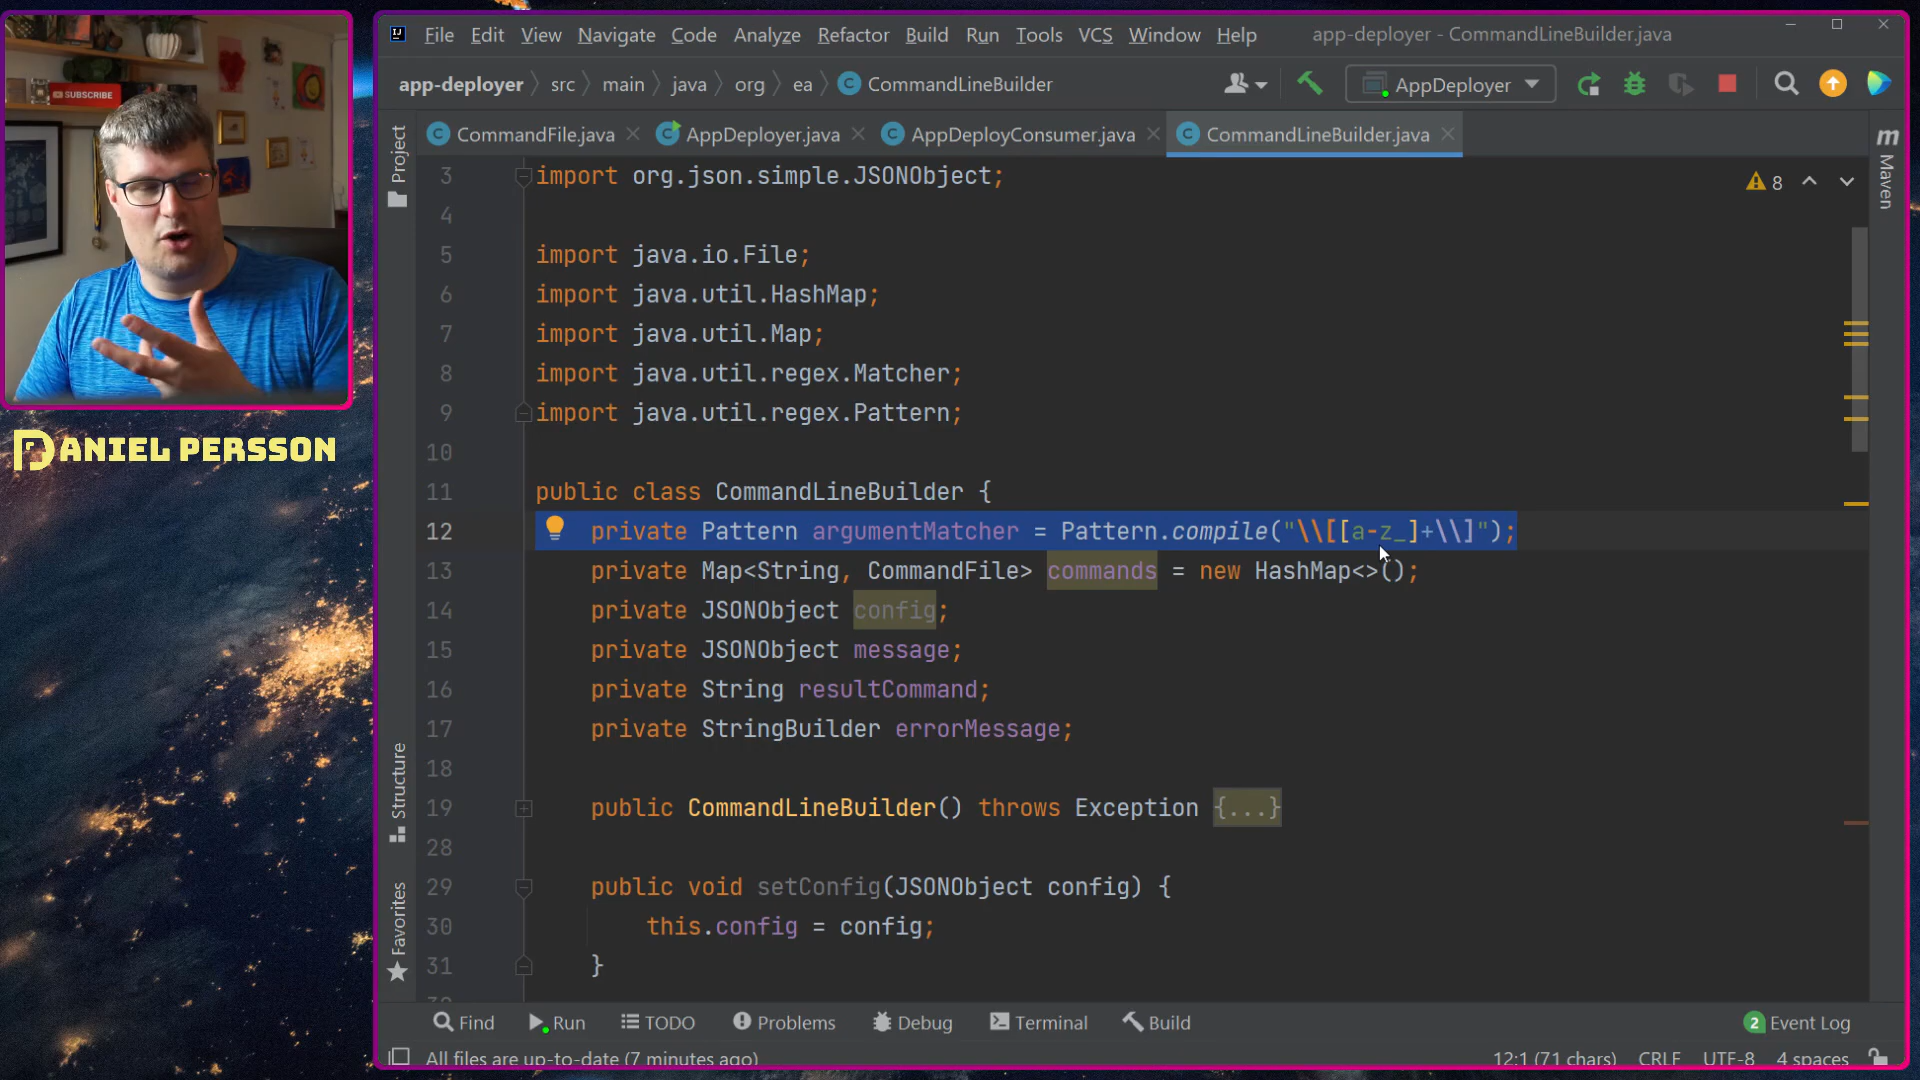 SUBSCRIBE
DANIEL PERSSON
File Edit View Navigate Code Analyze Refactor Build Run Tools VCS Window Help app-deployer - CommandLineBuilder.java
app-deployer src main java org ea CommandLineBuilder AppDeployer
CommandFile.java AppDeployer.java AppDeployConsumer.java CommandLineBuilder.java
Project
Structure
Favorites
Maven
8
3 import org.json.simple.JSONObject;
4
5 import java.io.File;
6 import java.util.HashMap;
7 import java.util.Map;
8 import java.util.regex.Matcher;
9 import java.util.regex.Pattern;
10
11 public class CommandLineBuilder {
12 private Pattern argumentMatcher = Pattern.compile("\\[[a-z_]+\\]");
13 private Map<String, CommandFile> commands = new HashMap<>();
14 private JSONObject config;
15 private JSONObject message;
16 private String resultCommand;
17 private StringBuilder errorMessage;
18
19 public CommandLineBuilder() throws Exception {...}
28
29 public void setConfig(JSONObject config) {
30 this.config = config;
31 }
Find Run TODO Problems Debug Terminal Build 2 Event Log
All files are up-to-date (7 minutes ago) 12:1 (71 chars) CRLF UTF-8 4 spaces